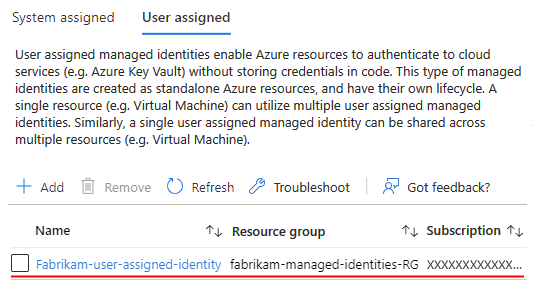 System assigned User assigned
User assigned managed identities enable Azure resources to authenticate to cloud
services (e.g. Azure Key Vault) without storing credentials in code. This type of managed
identities are created as standalone Azure resources, and have their own lifecycle. A
single resource (e.g. Virtual Machine) can utilize multiple user assigned managed
identities. Similarly, a single user assigned managed identity can be shared across
multiple resources (e.g. Virtual Machine).
Add Remove Refresh Troubleshoot Got feedback?
Name Resource group Subscription
Fabrikam-user-assigned-identity fabrikam-managed-identities-RG XXXXXXXXXXXX...